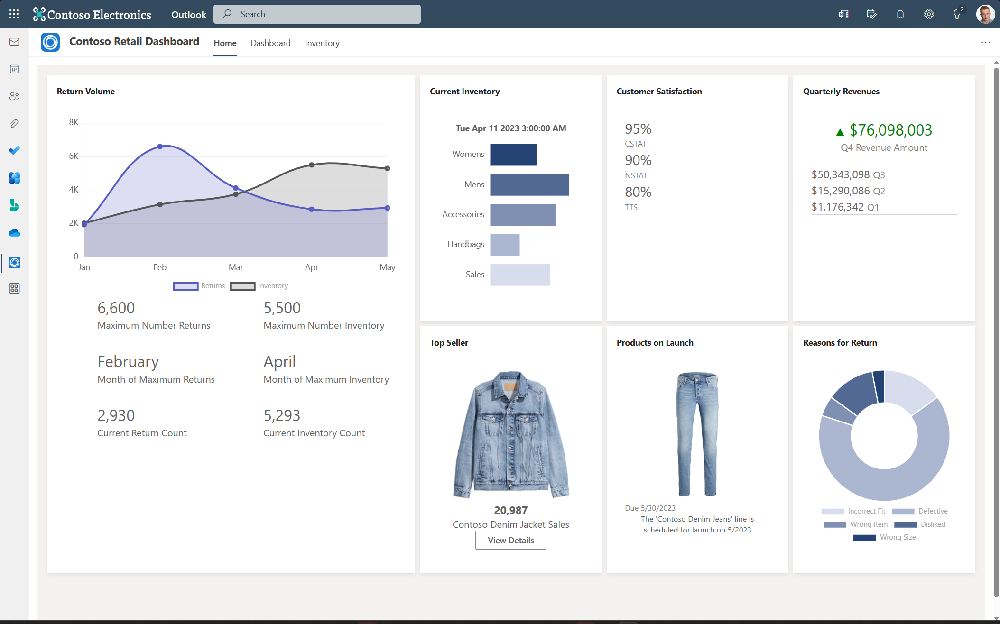 Contoso Electronics
Outlook
Search
2
Contoso Retail Dashboard
Home
Dashboard
Inventory
Return Volume
8K
6K
4K
2K
0
Jan
Feb
Mar
Apr
May
Returns
Inventory
6,600
Maximum Number Returns
5,500
Maximum Number Inventory
February
Month of Maximum Returns
April
Month of Maximum Inventory
2,930
Current Return Count
5,293
Current Inventory Count
Current Inventory
Tue Apr 11 2023 3:00:00 AM
Womens
Mens
Accessories
Handbags
Sales
Customer Satisfaction
95%
CSTAT
90%
NSTAT
80%
TTS
Quarterly Revenues
▲ $76,098,003
Q4 Revenue Amount
$50,343,098 Q3
$15,290,086 Q2
$1,176,342 Q1
Top Seller
20,987
Contoso Denim Jacket Sales
View Details
Products on Launch
Due 5/30/2023
The 'Contoso Denim Jeans' line is
scheduled for launch on 5/2023
Reasons for Return
Incorrect Fit
Defective
Wrong Item
Disliked
Wrong Size